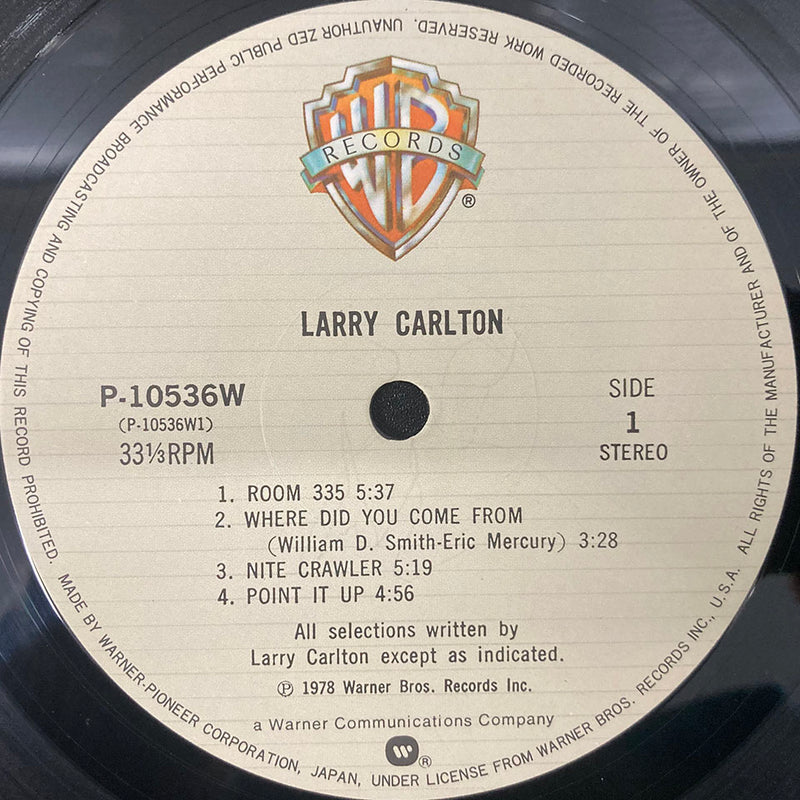 WB
RECORDS
®
LARRY CARLTON
P-10536W
(P-10536W1)
33⅓RPM
SIDE
1
STEREO
1. ROOM 335 5:37
2. WHERE DID YOU COME FROM
(William D. Smith-Eric Mercury) 3:28
3. NITE CRAWLER 5:19
4. POINT IT UP 4:56
All selections written by
Larry Carlton except as indicated.
℗ 1978 Warner Bros. Records Inc.
a Warner Communications Company
®
MADE BY WARNER-PIONEER CORPORATION, JAPAN, UNDER LICENSE FROM WARNER BROS. RECORDS INC., U.S.A. ALL RIGHTS OF THE MANUFACTURER AND OF THE OWNER OF THE RECORDED WORK RESERVED. UNAUTHOR ZED PUBLIC PERFORMANCE BROADCASTING AND COPYING OF THIS RECORD PROHIBITED.